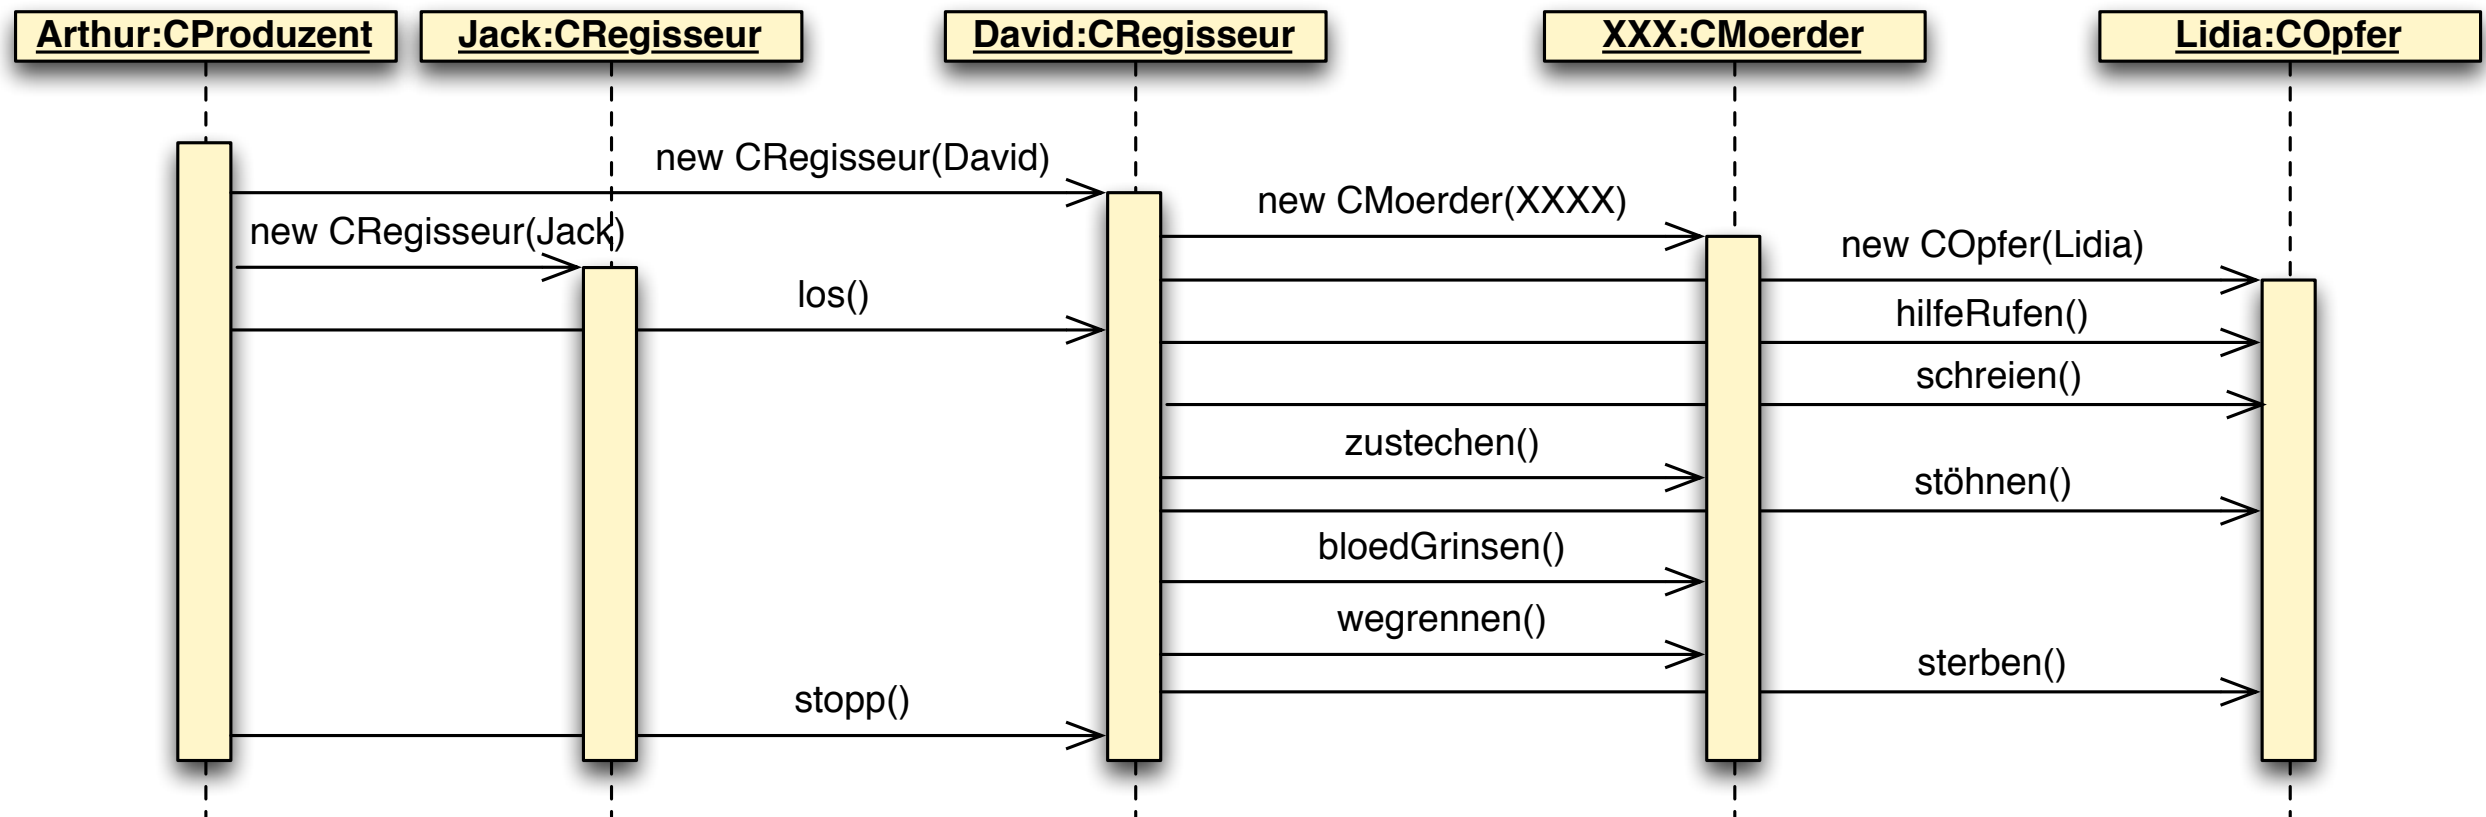 Arthur:CProduzent
Jack:CRegisseur
David:CRegisseur
XXX:CMoerder
Lidia:COpfer
new CRegisseur(David)
new CMoerder(XXXX)
new CRegisseur(Jack)
new COpfer(Lidia)
los()
hilfeRufen()
schreien()
zustechen()
stöhnen()
bloedGrinsen()
wegrennen()
sterben()
stopp()